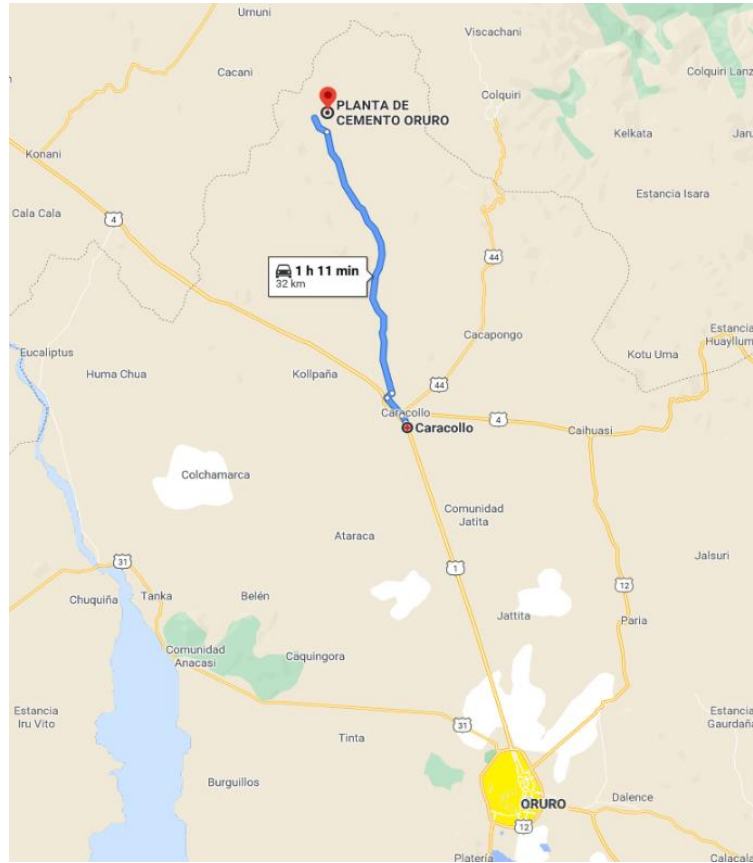 Umuni
Viscachani
Cacani
Colquiri Lanz
PLANTA DE
CEMENTO ORURO
Colquiri
Kelkata
Jaru
Konani
Estancia Isara
Cala Cala
4
44
1 h 11 min
32 km
Cacapongo
Estancia
Huayllum
Eucaliptus
Kotu Uma
Huma Chua
Kollpaña
44
Caracollo
4
Caracollo
Caihuasi
Colchamarca
Comunidad
Jatita
Ataraca
Jalsuri
31
1
12
Chuquiña
Tanka
Belén
Jattita
Paria
Comunidad
Anacasi
Caquingora
Estancia
Iru Vito
Estancia
Gaurdaña
31
Tinta
Burguillos
ORURO
Dalence
12
Platería
Calacala